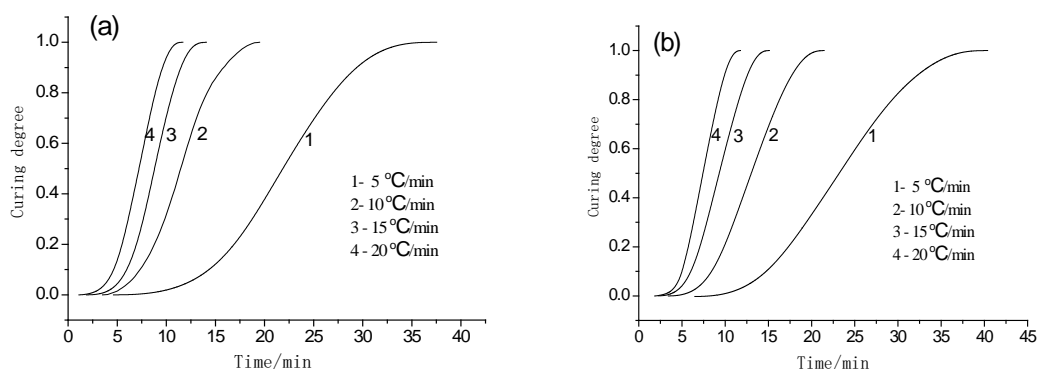 (a)
1.0
0.8
0.6
0.4
0.2
0.0
Curing degree
4 3 2 1
1- 5 °C/min
2- 10 °C/min
3 - 15 °C/min
4 - 20 °C/min
0 5 10 15 20 25 30 35 40
Time/min
(b)
1.0
0.8
0.6
0.4
0.2
0.0
Curing degree
4 3 2 1
1- 5 °C/min
2- 10 °C/min
3 - 15 °C/min
4 - 20 °C/min
0 5 10 15 20 25 30 35 40 45
Time/min